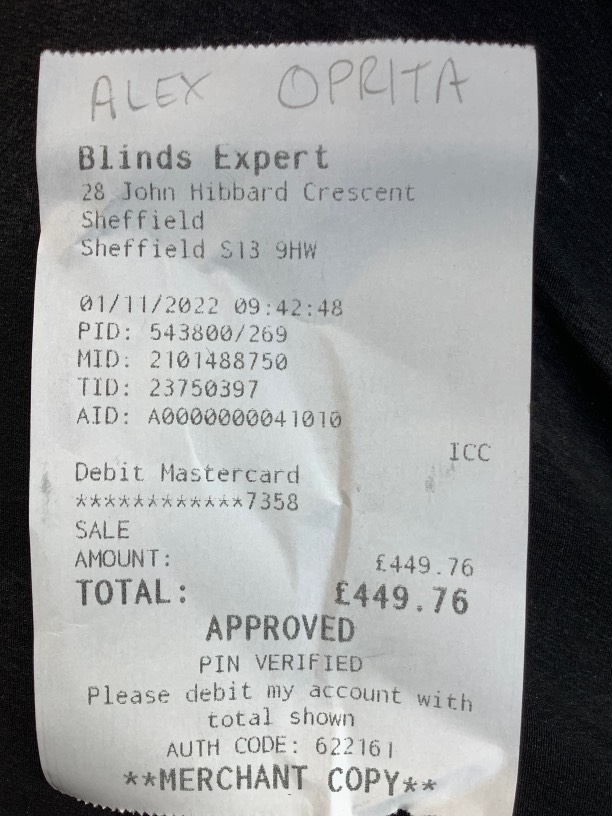 ALEX OPRITA
Blinds Expert
28 John Hibbard Crescent
Sheffield
Sheffield S13 9HW
01/11/2022 09:42:48
PID: 543800/269
MID: 2101488750
TID: 23750397
AID: A0000000041010
ICC
Debit Mastercard
************7358
SALE
AMOUNT: £449.76
TOTAL: £449.76
APPROVED
PIN VERIFIED
Please debit my account with
total shown
AUTH CODE: 622161
**MERCHANT COPY**